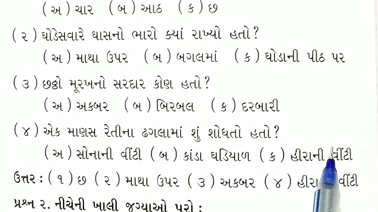 (અ) ચાર (બ) આઠ (ક) છ
(૨) ઘોડેસવારે ઘાસનો ભારો ક્યાં રાખ્યો હતો?
(અ) માથા ઉપર (બ) બગલમાં (ક) ઘોડાની પીઠ પર
(૩) છઠ્ઠો મૂરખનો સરદાર કોણ હતો?
(અ) અકબર (બ) બિરબલ (ક) દરબારી
(૪) એક માણસ રેતીના ઢગલામાં શું શોધતો હતો?
(અ) સોનાની વીંટી (બ) કાંડા ઘડિયાળ (ક) હીરાની વીંટી
ઉત્તર : (૧) છ (૨) માથા ઉપર (૩) અકબર (૪) હીરાની વીંટી
પ્રશ્ન ૨. નીચેની ખાલી જગ્યાઓ પૂરો :